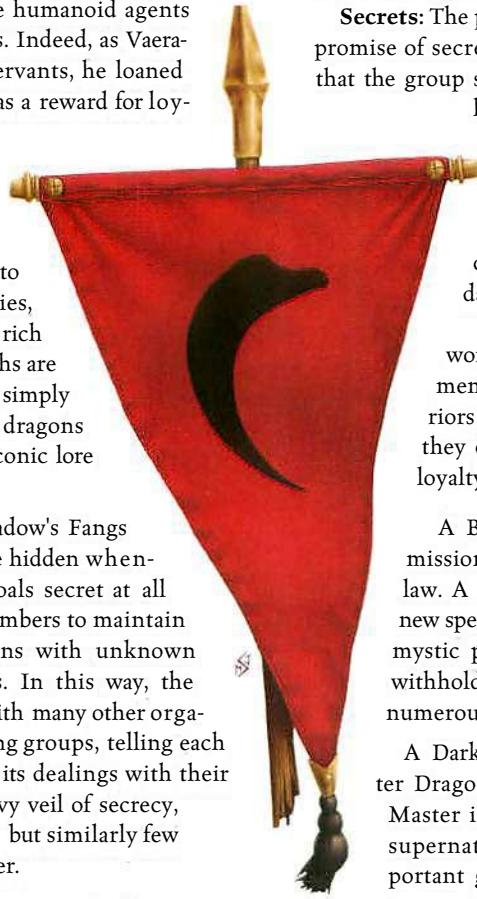 e humanoid agents
s. Indeed, as Vaera-
ervants, he loaned
as a reward for loy-
to
ies,
rich
hs are
simply
dragons
conic lore
adow's Fangs
e hidden when-
oals secret at all
mbers to maintain
ns with unknown
s. In this way, the
ith many other orga-
ng groups, telling each
its dealings with their
vy veil of secrecy,
but similarly few
er.
Secrets: The p
promise of secre
that the group s
wor
men
riors
they
loyalty
A B
mission
law. A
new spe
mystic p
withhold
numerou
A Dark
ter Drago
Master i
supernat
portant g